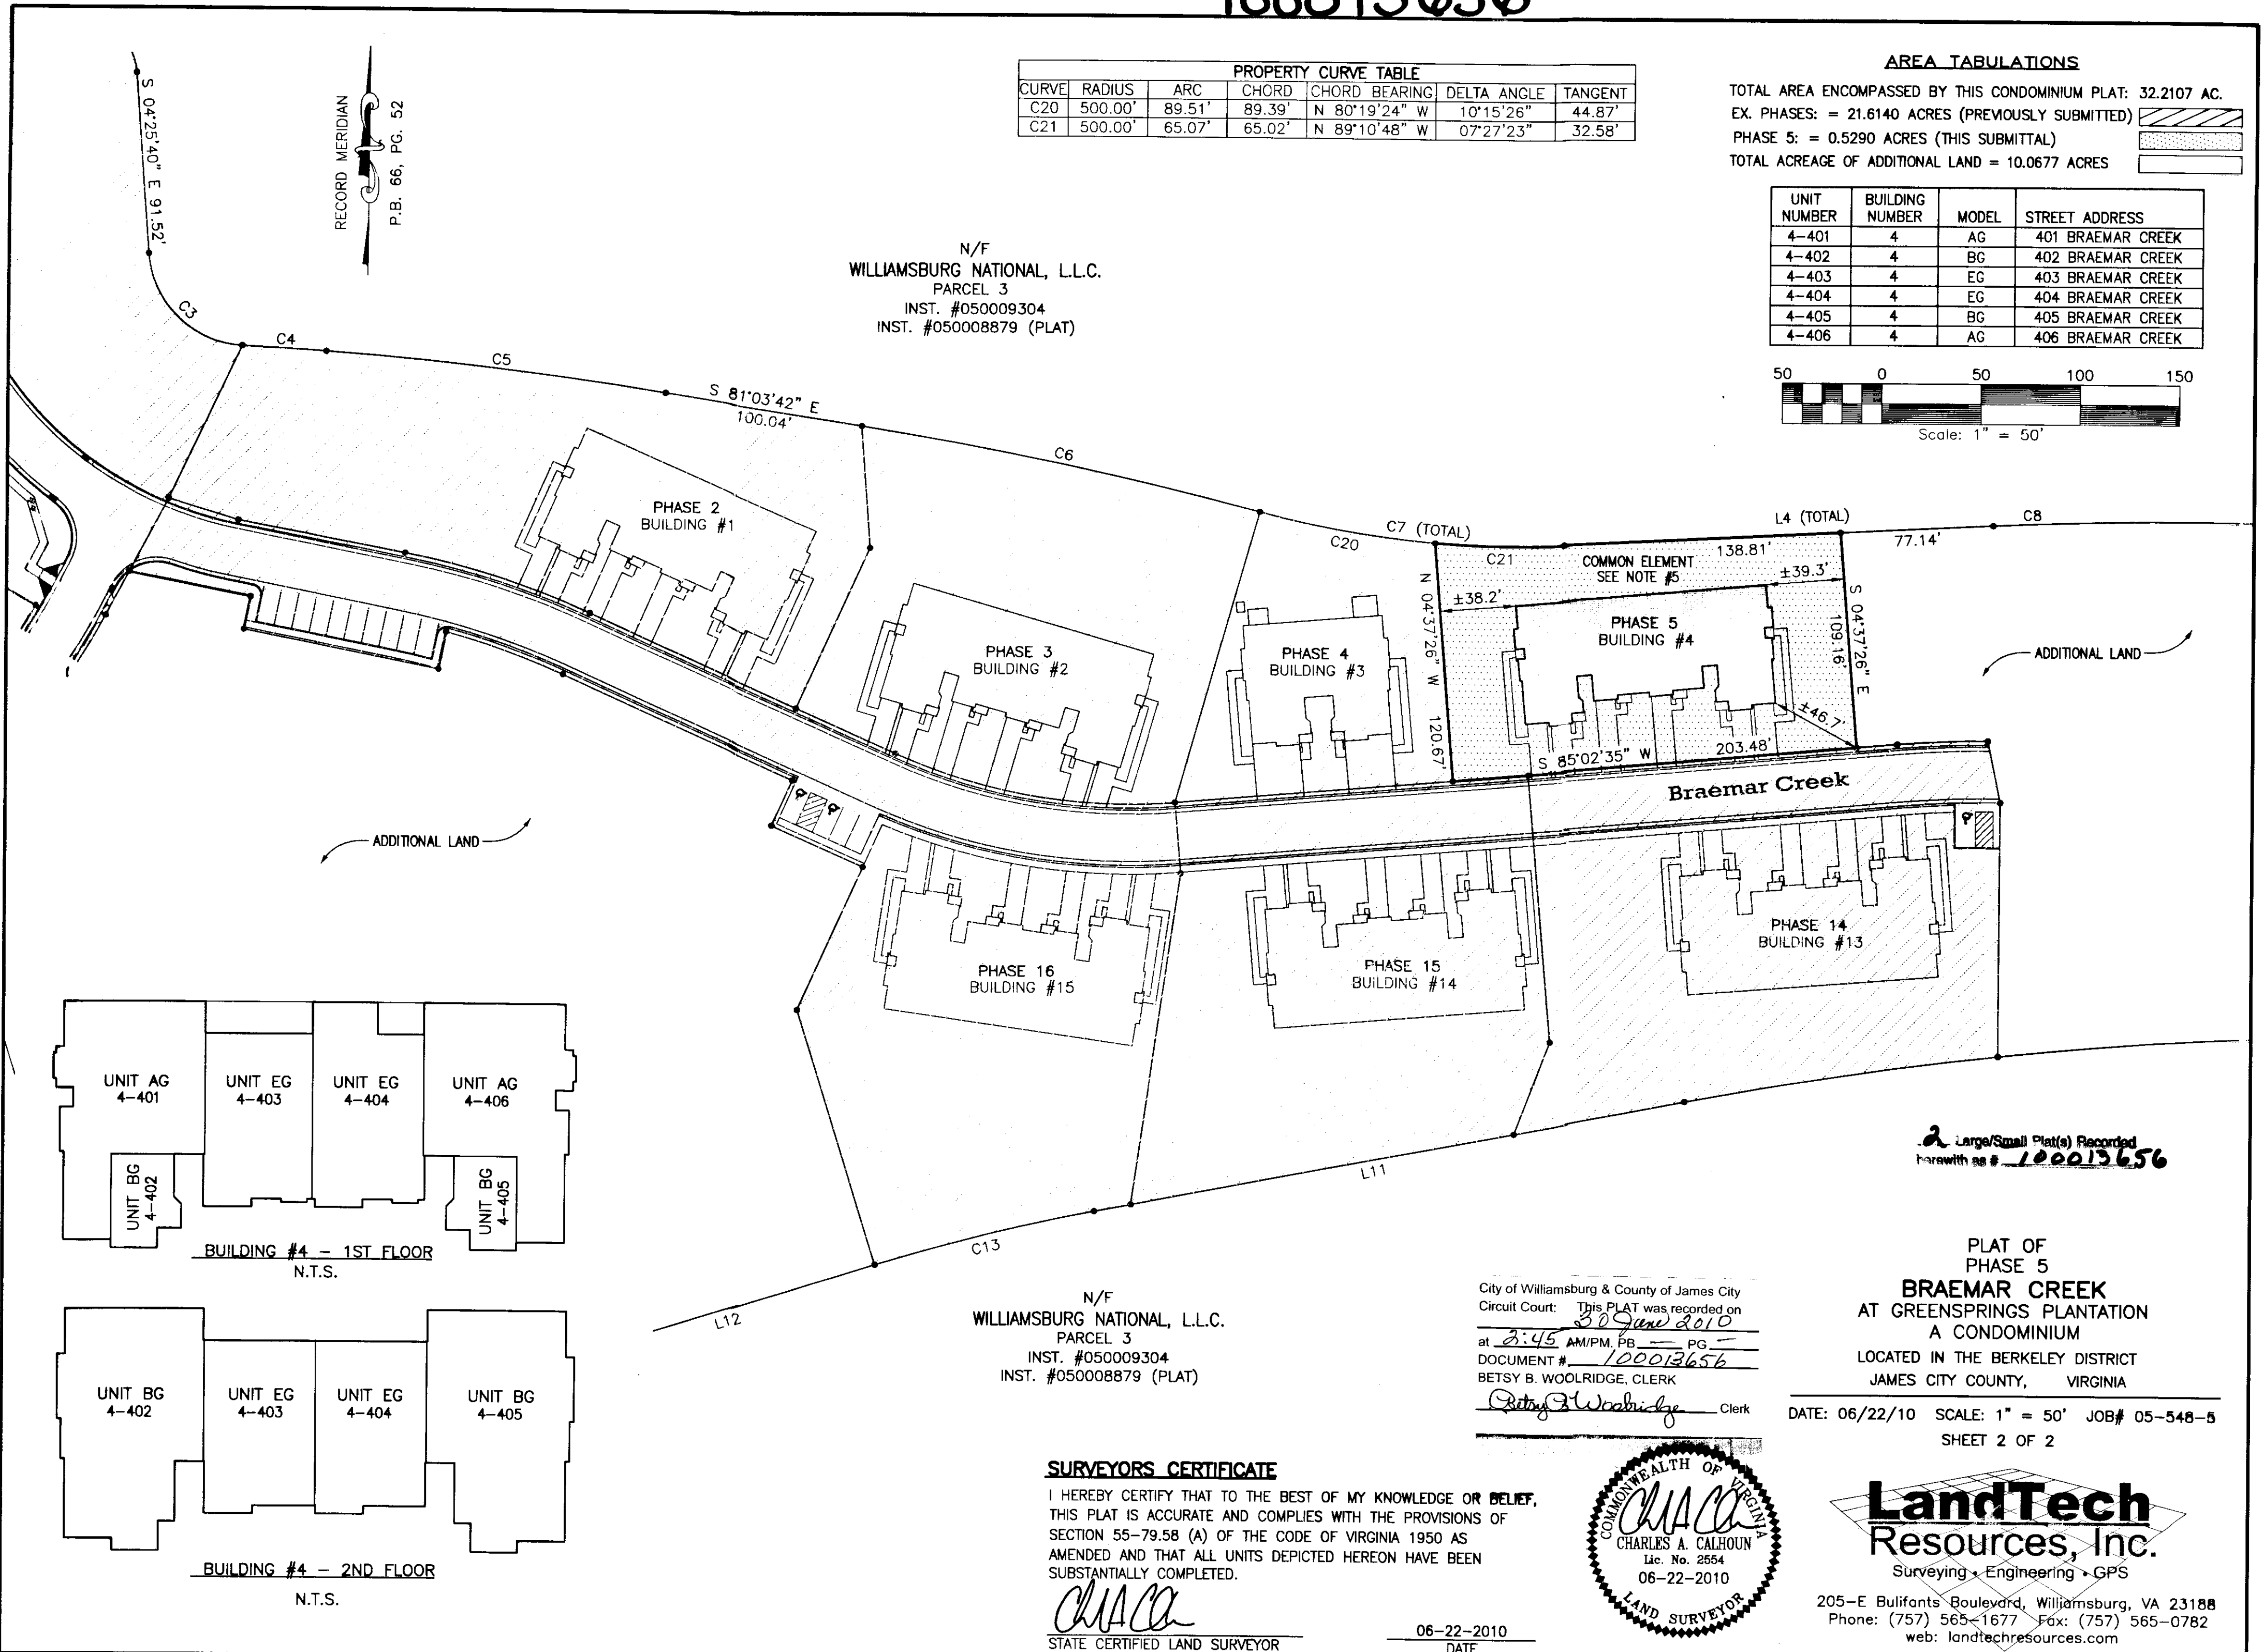 100013656
S 04°25'40" E 91.52'
RECORD MERIDIAN
P.B. 66, PG. 52
PROPERTY CURVE TABLE
CURVE RADIUS ARC CHORD CHORD BEARING DELTA ANGLE TANGENT
C20 500.00' 89.51' 89.39' N 80°19'24" W 10°15'26" 44.87'
C21 500.00' 65.07' 65.02' N 89°10'48" W 07°27'23" 32.58'
AREA TABULATIONS
TOTAL AREA ENCOMPASSED BY THIS CONDOMINIUM PLAT: 32.2107 AC.
EX. PHASES: = 21.6140 ACRES (PREVIOUSLY SUBMITTED)
PHASE 5: = 0.5290 ACRES (THIS SUBMITTAL)
TOTAL ACREAGE OF ADDITIONAL LAND = 10.0677 ACRES
UNIT NUMBER BUILDING NUMBER MODEL STREET ADDRESS
4-401 4 AG 401 BRAEMAR CREEK
4-402 4 BG 402 BRAEMAR CREEK
4-403 4 EG 403 BRAEMAR CREEK
4-404 4 EG 404 BRAEMAR CREEK
4-405 4 BG 405 BRAEMAR CREEK
4-406 4 AG 406 BRAEMAR CREEK
50 0 50 100 150
Scale: 1" = 50'
N/F
WILLIAMSBURG NATIONAL, L.L.C.
PARCEL 3
INST. #050009304
INST. #050008879 (PLAT)
C3
C4
C5
S 81°03'42" E
100.04'
C6
C7 (TOTAL)
C20
C21
L4 (TOTAL)
138.81'
77.14'
C8
COMMON ELEMENT
SEE NOTE #5
±38.2'
±39.3'
N 04°37'26" W 120.67'
S 04°37'26" E
109.16'
±46.7'
S 85°02'35" W 203.48'
PHASE 2
BUILDING #1
PHASE 3
BUILDING #2
PHASE 4
BUILDING #3
PHASE 5
BUILDING #4
ADDITIONAL LAND
Braemar Creek
ADDITIONAL LAND
PHASE 16
BUILDING #15
PHASE 15
BUILDING #14
PHASE 14
BUILDING #13
L11
C13
L12
UNIT AG
4-401
UNIT EG
4-403
UNIT EG
4-404
UNIT AG
4-406
UNIT BG
4-402
UNIT BG
4-405
BUILDING #4 - 1ST FLOOR
N.T.S.
UNIT BG
4-402
UNIT EG
4-403
UNIT EG
4-404
UNIT BG
4-405
BUILDING #4 - 2ND FLOOR
N.T.S.
N/F
WILLIAMSBURG NATIONAL, L.L.C.
PARCEL 3
INST. #050009304
INST. #050008879 (PLAT)
2 Large/Small Plat(s) Recorded
herewith as # 100013656
City of Williamsburg & County of James City
Circuit Court: This PLAT was recorded on
30 June 2010
at 2:45 AM/PM. PB — PG —
DOCUMENT # 100013656
BETSY B. WOOLRIDGE, CLERK
Betsy B Woolridge Clerk
PLAT OF
PHASE 5
BRAEMAR CREEK
AT GREENSPRINGS PLANTATION
A CONDOMINIUM
LOCATED IN THE BERKELEY DISTRICT
JAMES CITY COUNTY, VIRGINIA
DATE: 06/22/10 SCALE: 1" = 50' JOB# 05-548-5
SHEET 2 OF 2
SURVEYORS CERTIFICATE
I HEREBY CERTIFY THAT TO THE BEST OF MY KNOWLEDGE OR BELIEF,
THIS PLAT IS ACCURATE AND COMPLIES WITH THE PROVISIONS OF
SECTION 55-79.58 (A) OF THE CODE OF VIRGINIA 1950 AS
AMENDED AND THAT ALL UNITS DEPICTED HEREON HAVE BEEN
SUBSTANTIALLY COMPLETED.
STATE CERTIFIED LAND SURVEYOR
06-22-2010
DATE
COMMONWEALTH OF VIRGINIA
CHARLES A. CALHOUN
Lic. No. 2554
06-22-2010
LAND SURVEYOR
LandTech
Resources, Inc.
Surveying • Engineering • GPS
205-E Bulifants Boulevard, Williamsburg, VA 23188
Phone: (757) 565-1677 Fax: (757) 565-0782
web: landtechresources.com